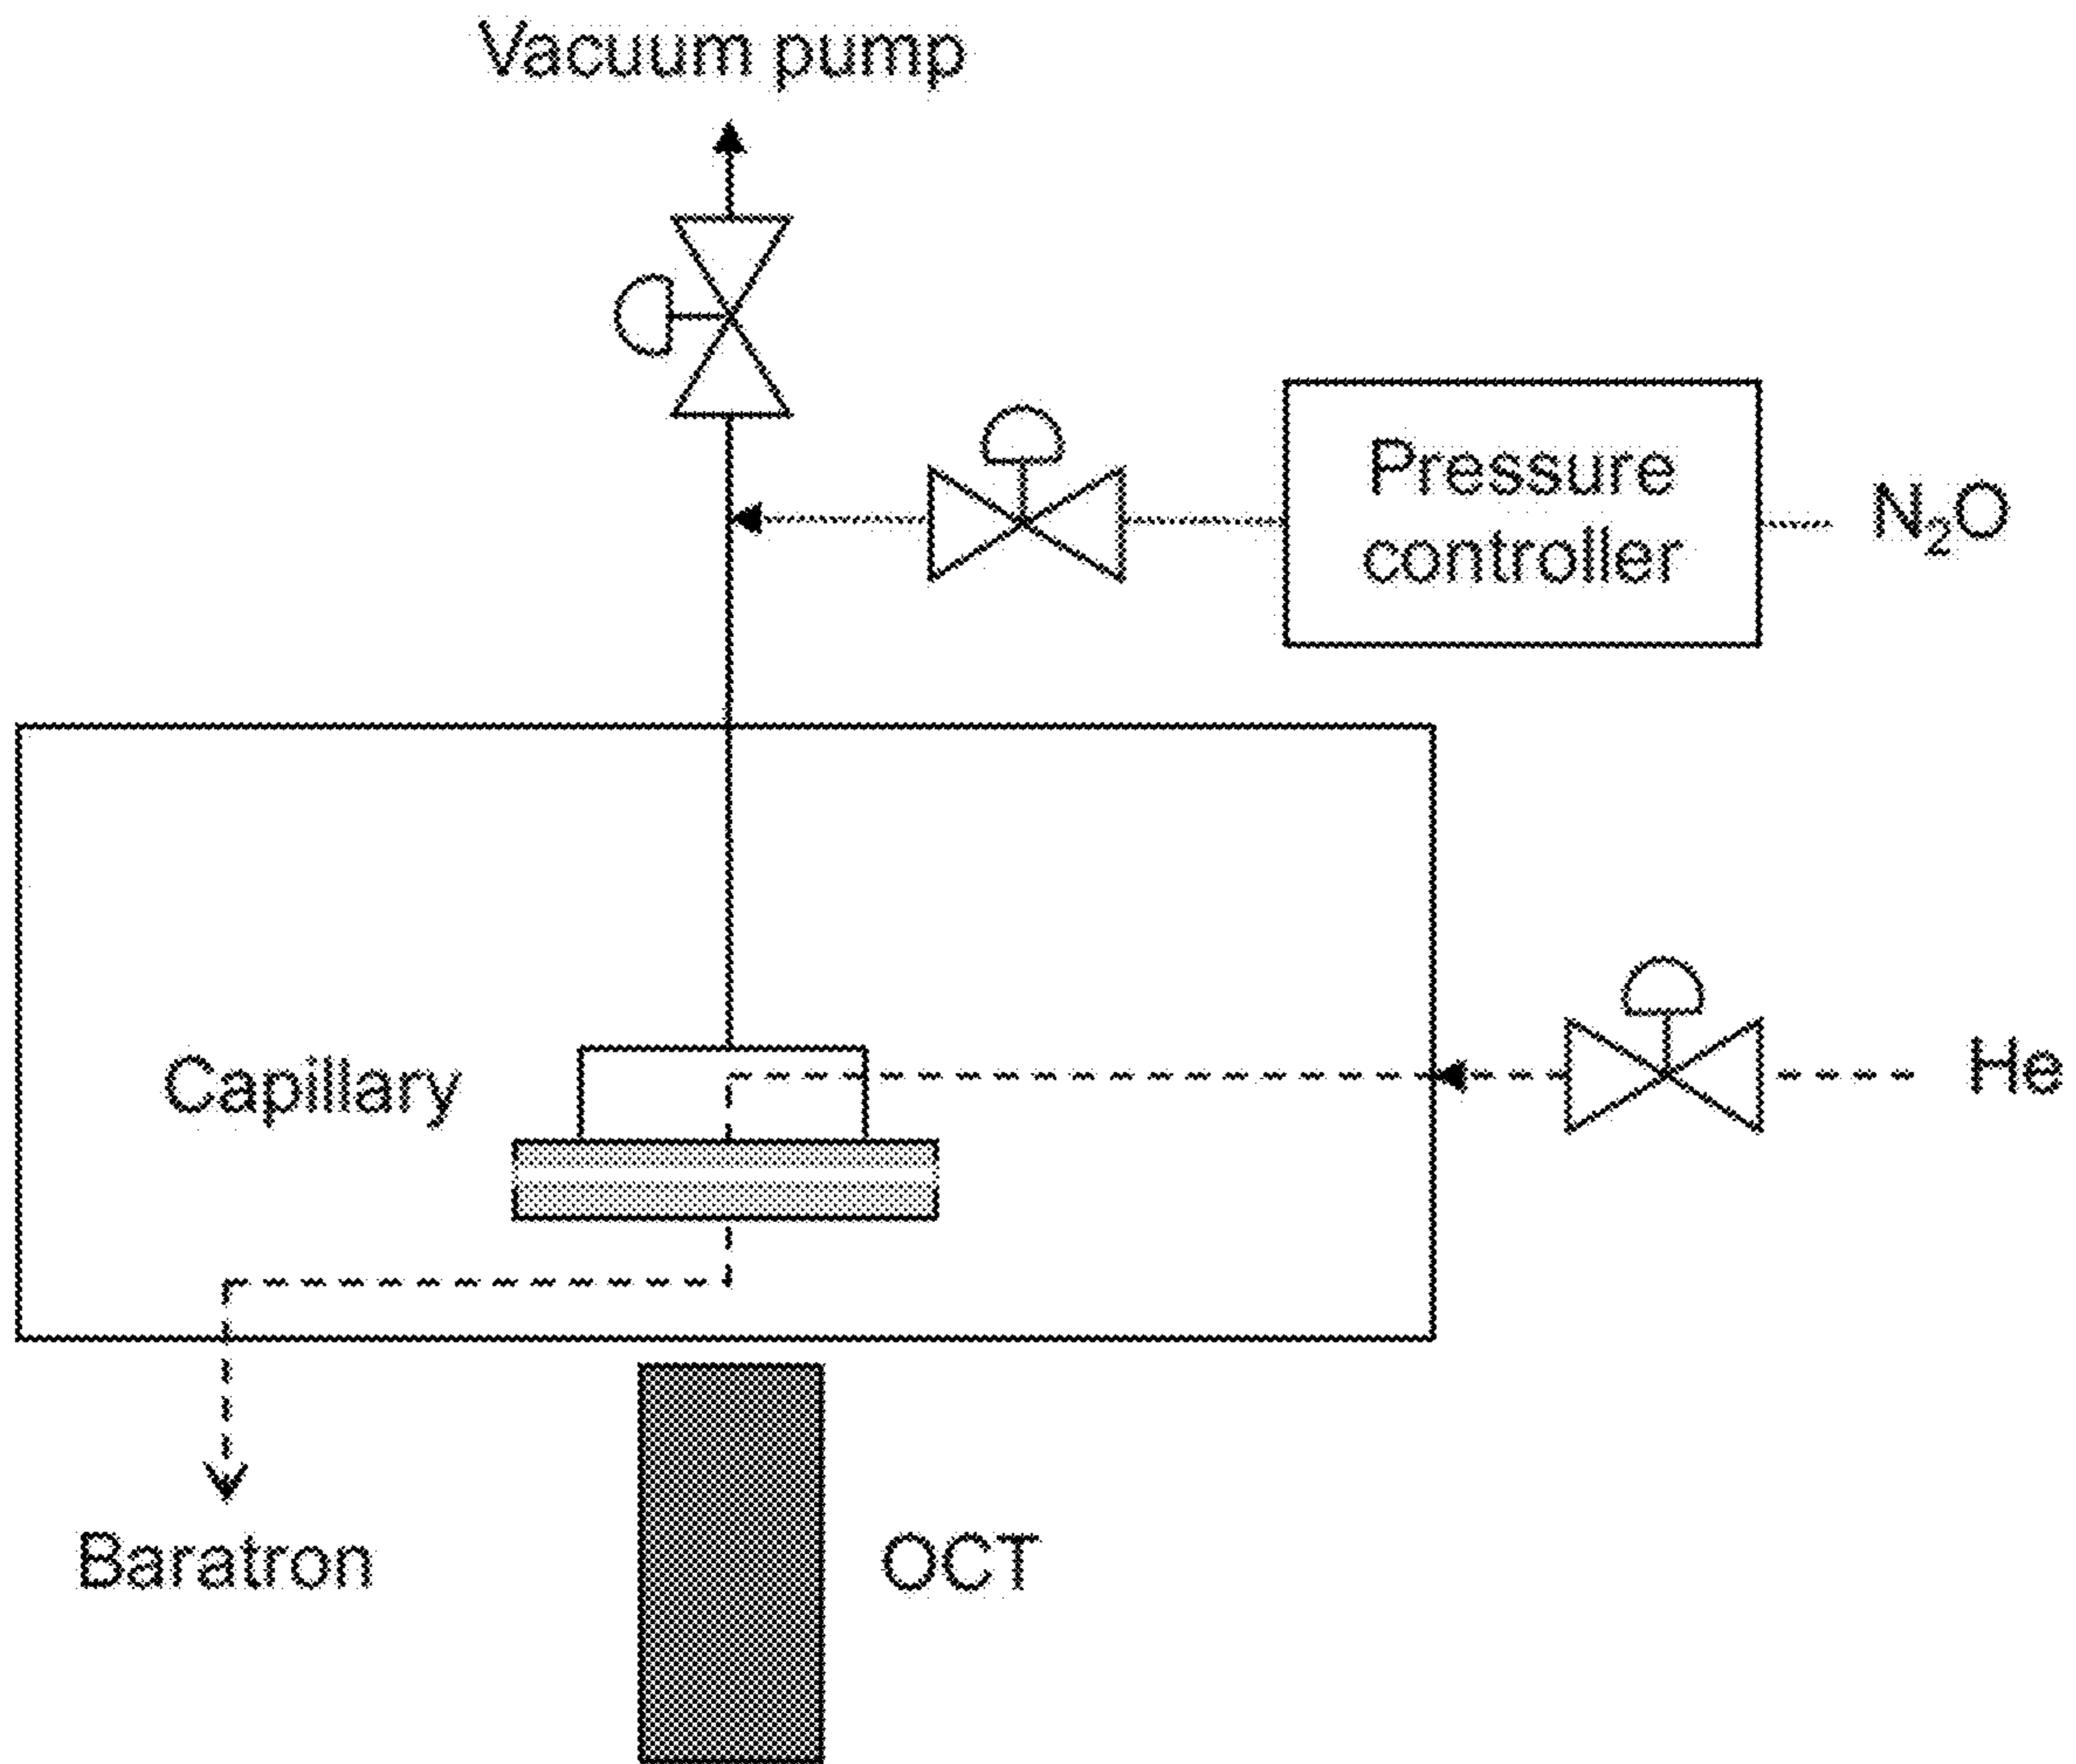 Vacuum pump
Pressure
controller
N₂O
Capillary
He
Baratron
OCT